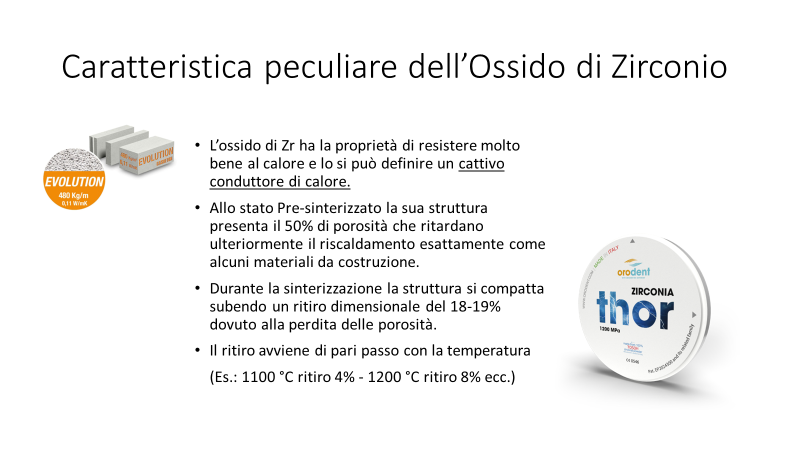 Caratteristica peculiare dell’Ossido di Zirconio
EVOLUTION
EVOLUTION
480 Kg/m
0,11 W/mK
• L’ossido di Zr ha la proprietà di resistere molto
bene al calore e lo si può definire un cattivo
conduttore di calore.
• Allo stato Pre-sinterizzato la sua struttura
presenta il 50% di porosità che ritardano
ulteriormente il riscaldamento esattamente come
alcuni materiali da costruzione.
• Durante la sinterizzazione la struttura si compatta
subendo un ritiro dimensionale del 18-19%
dovuto alla perdita delle porosità.
• Il ritiro avviene di pari passo con la temperatura
(Es.: 1100 °C ritiro 4% - 1200 °C ritiro 8% ecc.)
MADE IN ITALY
orodent
ZIRCONIA
thor
1200 MPa